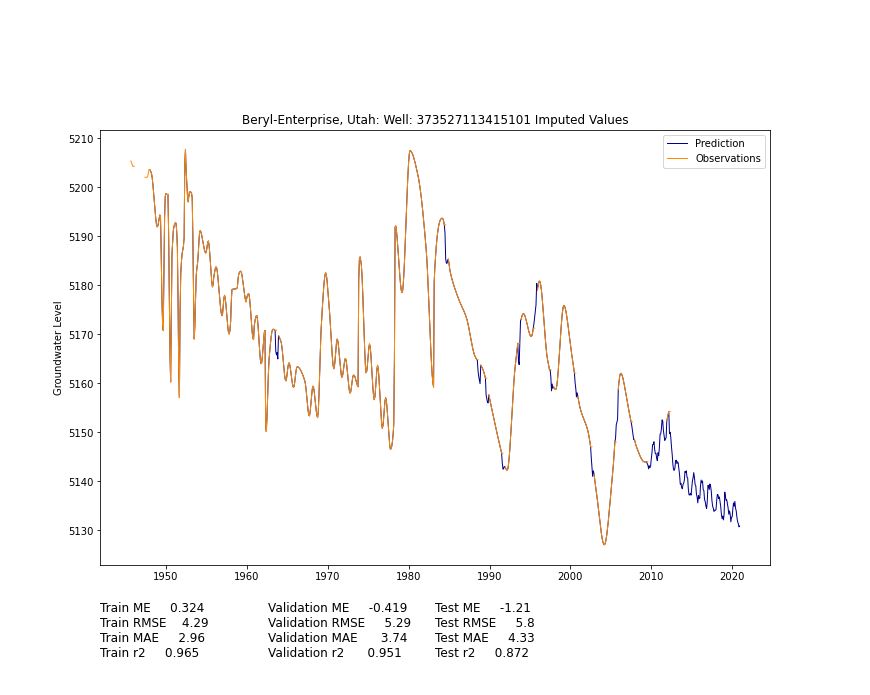 Beryl-Enterprise, Utah: Well: 373527113415101 Imputed Values
Prediction
Observations
Groundwater Level
5210
5200
5190
5180
5170
5160
5150
5140
5130
1950 1960 1970 1980 1990 2000 2010 2020
Train ME 0.324 Validation ME -0.419 Test ME -1.21
Train RMSE 4.29 Validation RMSE 5.29 Test RMSE 5.8
Train MAE 2.96 Validation MAE 3.74 Test MAE 4.33
Train r2 0.965 Validation r2 0.951 Test r2 0.872